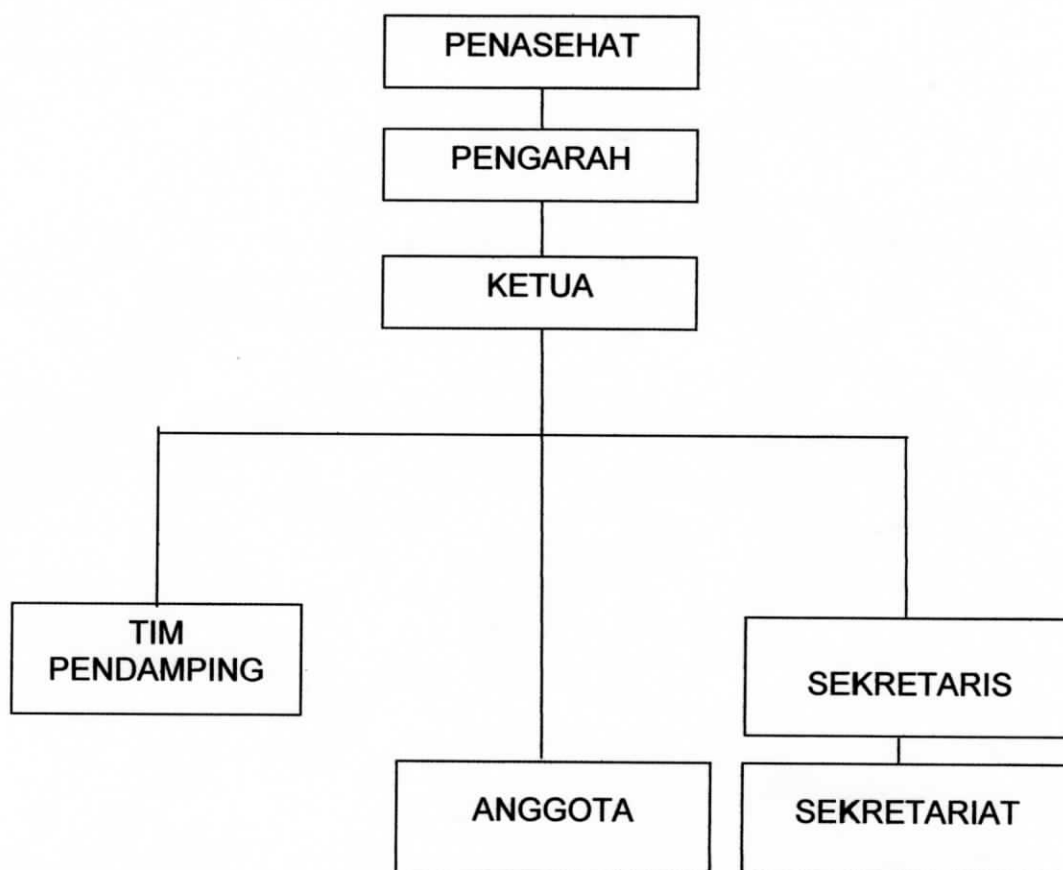 PENASEHAT
PENGARAH
KETUA
TIM
PENDAMPING
SEKRETARIS
ANGGOTA
SEKRETARIAT